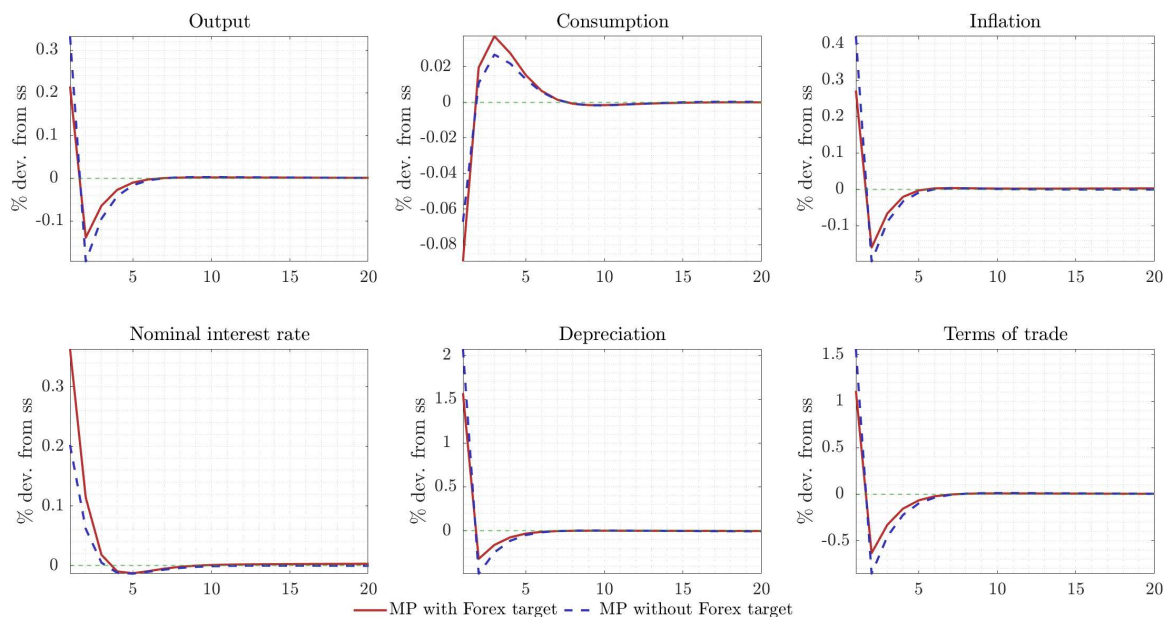 Output
Consumption
Inflation
% dev. from ss
0.3
0.2
0.1
0
-0.1
5 10 15 20
% dev. from ss
0.02
0
-0.02
-0.04
-0.06
-0.08
5 10 15 20
% dev. from ss
0.4
0.3
0.2
0.1
0
-0.1
5 10 15 20
Nominal interest rate
Depreciation
Terms of trade
% dev. from ss
0.3
0.2
0.1
0
5 10 15 20
% dev. from ss
2
1.5
1
0.5
0
5 10 15 20
% dev. from ss
1.5
1
0.5
0
-0.5
5 10 15 20
MP with Forex target MP without Forex target